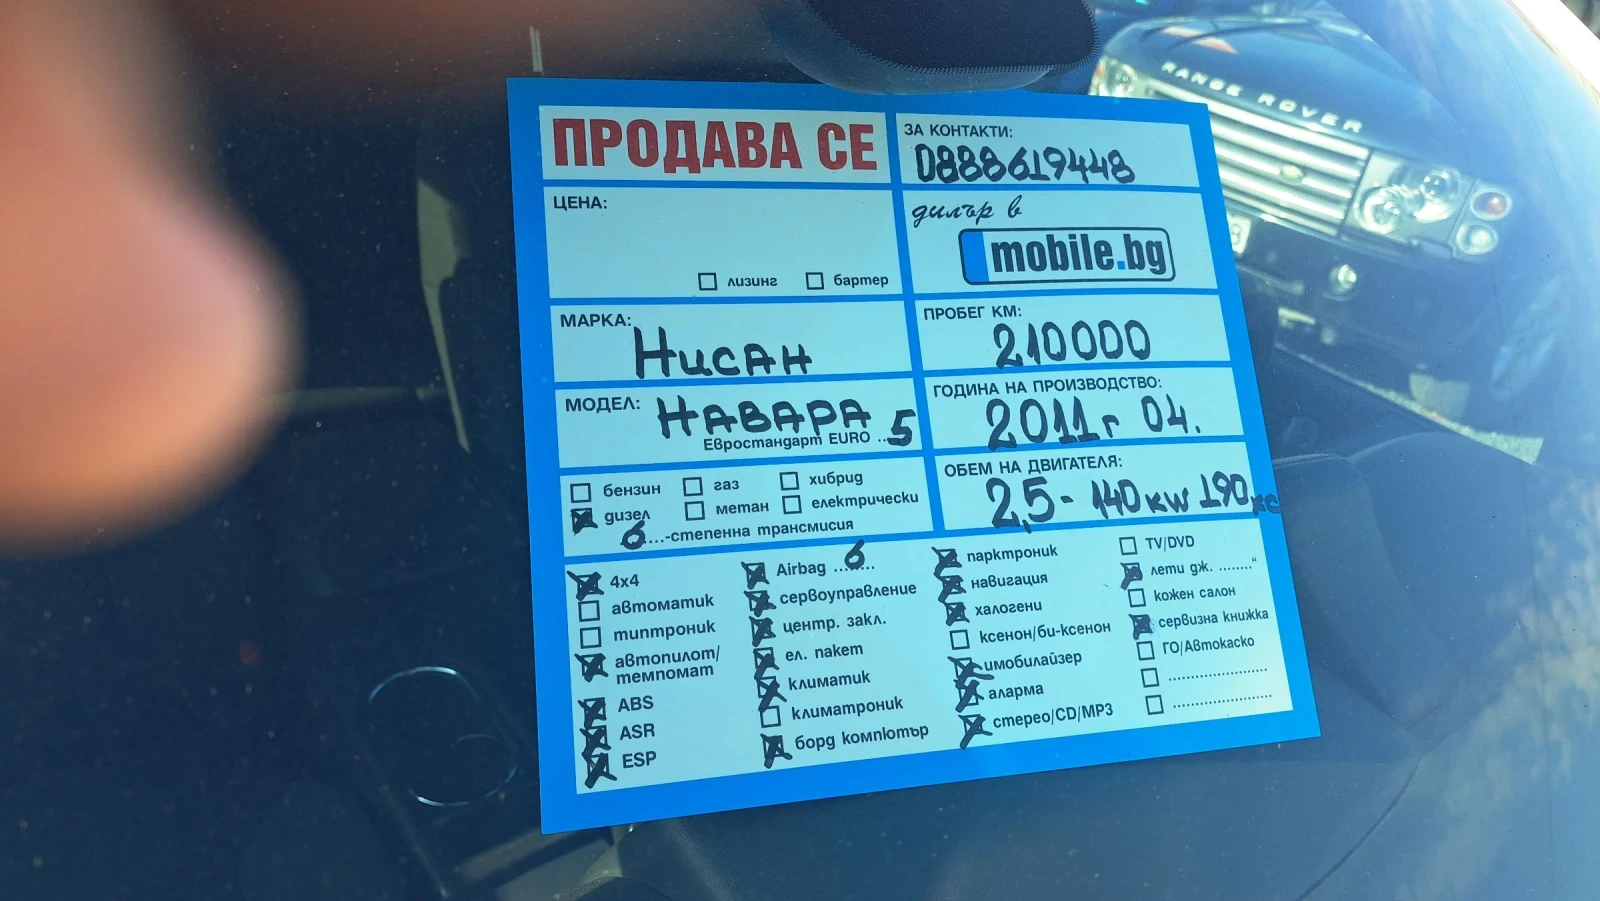 ПРОДАВА СЕ
ЗА КОНТАКТИ:
0888619448
ЦЕНА:
лизинг бартер
дилър в
mobile.bg
МАРКА:
Нисан
ПРОБЕГ КМ:
210000
МОДЕЛ:
НАВАРА
Евростандарт EURO ..5
ГОДИНА НА ПРОИЗВОДСТВО:
2011г 04.
бензин газ хибрид
дизел метан електрически
6....-степенна трансмисия
ОБЕМ НА ДВИГАТЕЛЯ:
2,5- 140kw 190кс
4x4
автоматик
типтроник
автопилот/
темпомат
ABS
ASR
ESP
Airbag ..6.....
сервоуправление
центр. закл.
ел. пакет
климатик
климатроник
борд компютър
парктроник
навигация
халогени
ксенон/би-ксенон
имобилайзер
аларма
стерео/CD/MP3
TV/DVD
лети дж. ........"
кожен салон
сервизна книжка
ГО/Автокаско
RANGE ROVER